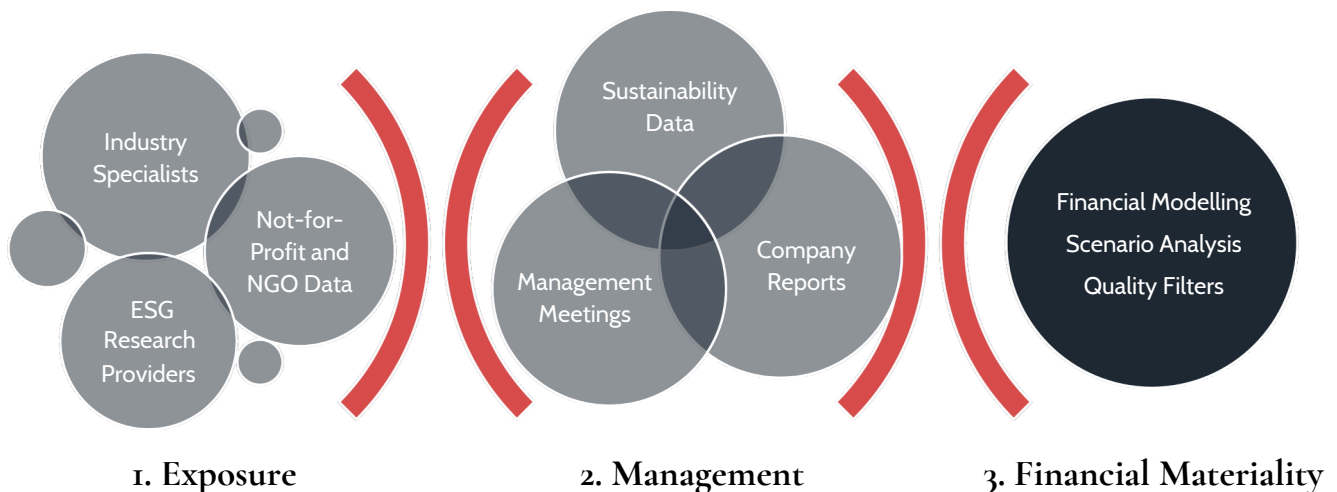 Industry
Specialists
Not-for-
Profit and
NGO Data
ESG
Research
Providers
1. Exposure
Sustainability
Data
Company
Reports
Management
Meetings
2. Management
Financial Modelling
Scenario Analysis
Quality Filters
3. Financial Materiality